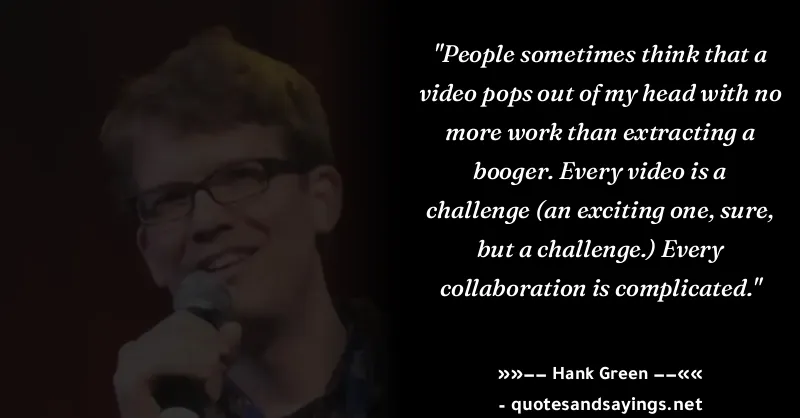 "People sometimes think that a
video pops out of my head with no
more work than extracting a
booger. Every video is a
challenge (an exciting one, sure,
but a challenge.) Every
collaboration is complicated."
»»−− Hank Green −−««
- quotesandsayings.net